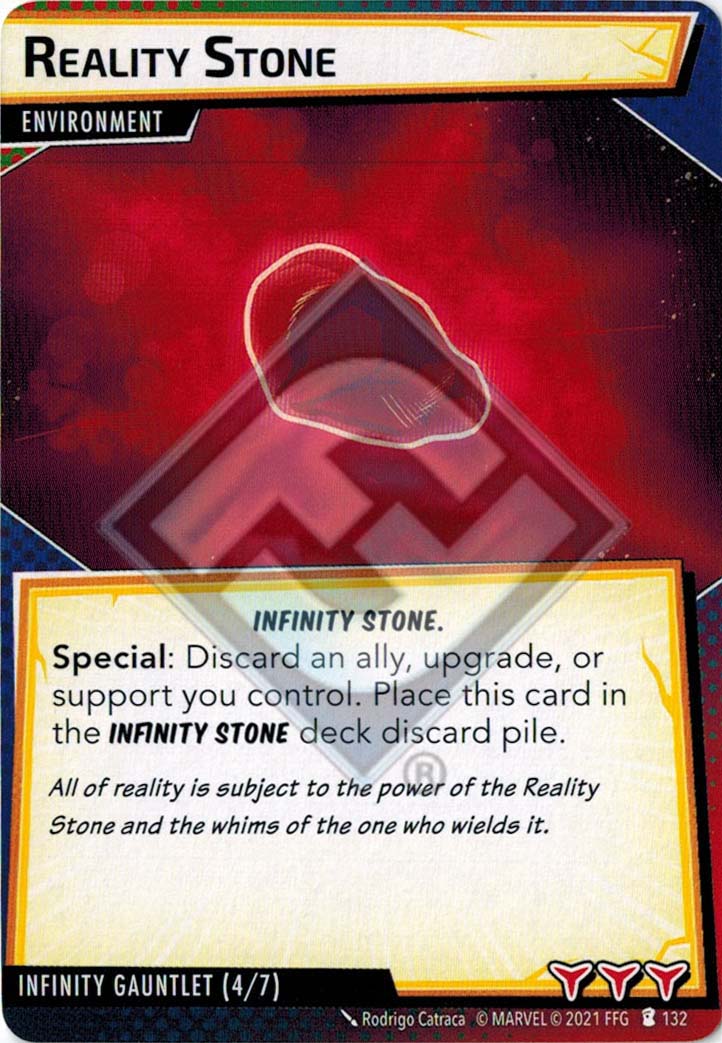 REALITY STONE
ENVIRONMENT
INFINITY STONE.
Special: Discard an ally, upgrade, or
support you control. Place this card in
the INFINITY STONE deck discard pile.
All of reality is subject to the power of the Reality
Stone and the whims of the one who wields it.
INFINITY GAUNTLET (4/7)
Rodrigo Catraca © MARVEL © 2021 FFG 132
®